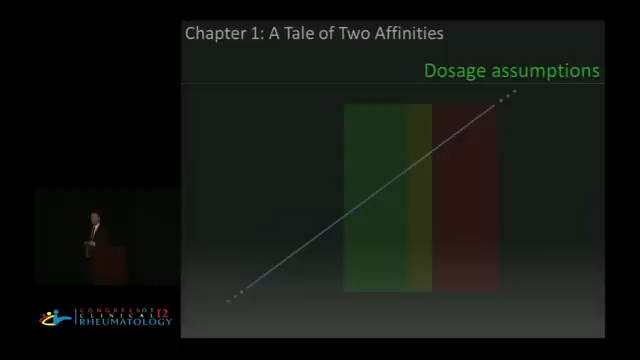 Chapter 1: A Tale of Two Affinities
Dosage assumptions
CONGRESS OF
CLINICAL 12
RHEUMATOLOGY